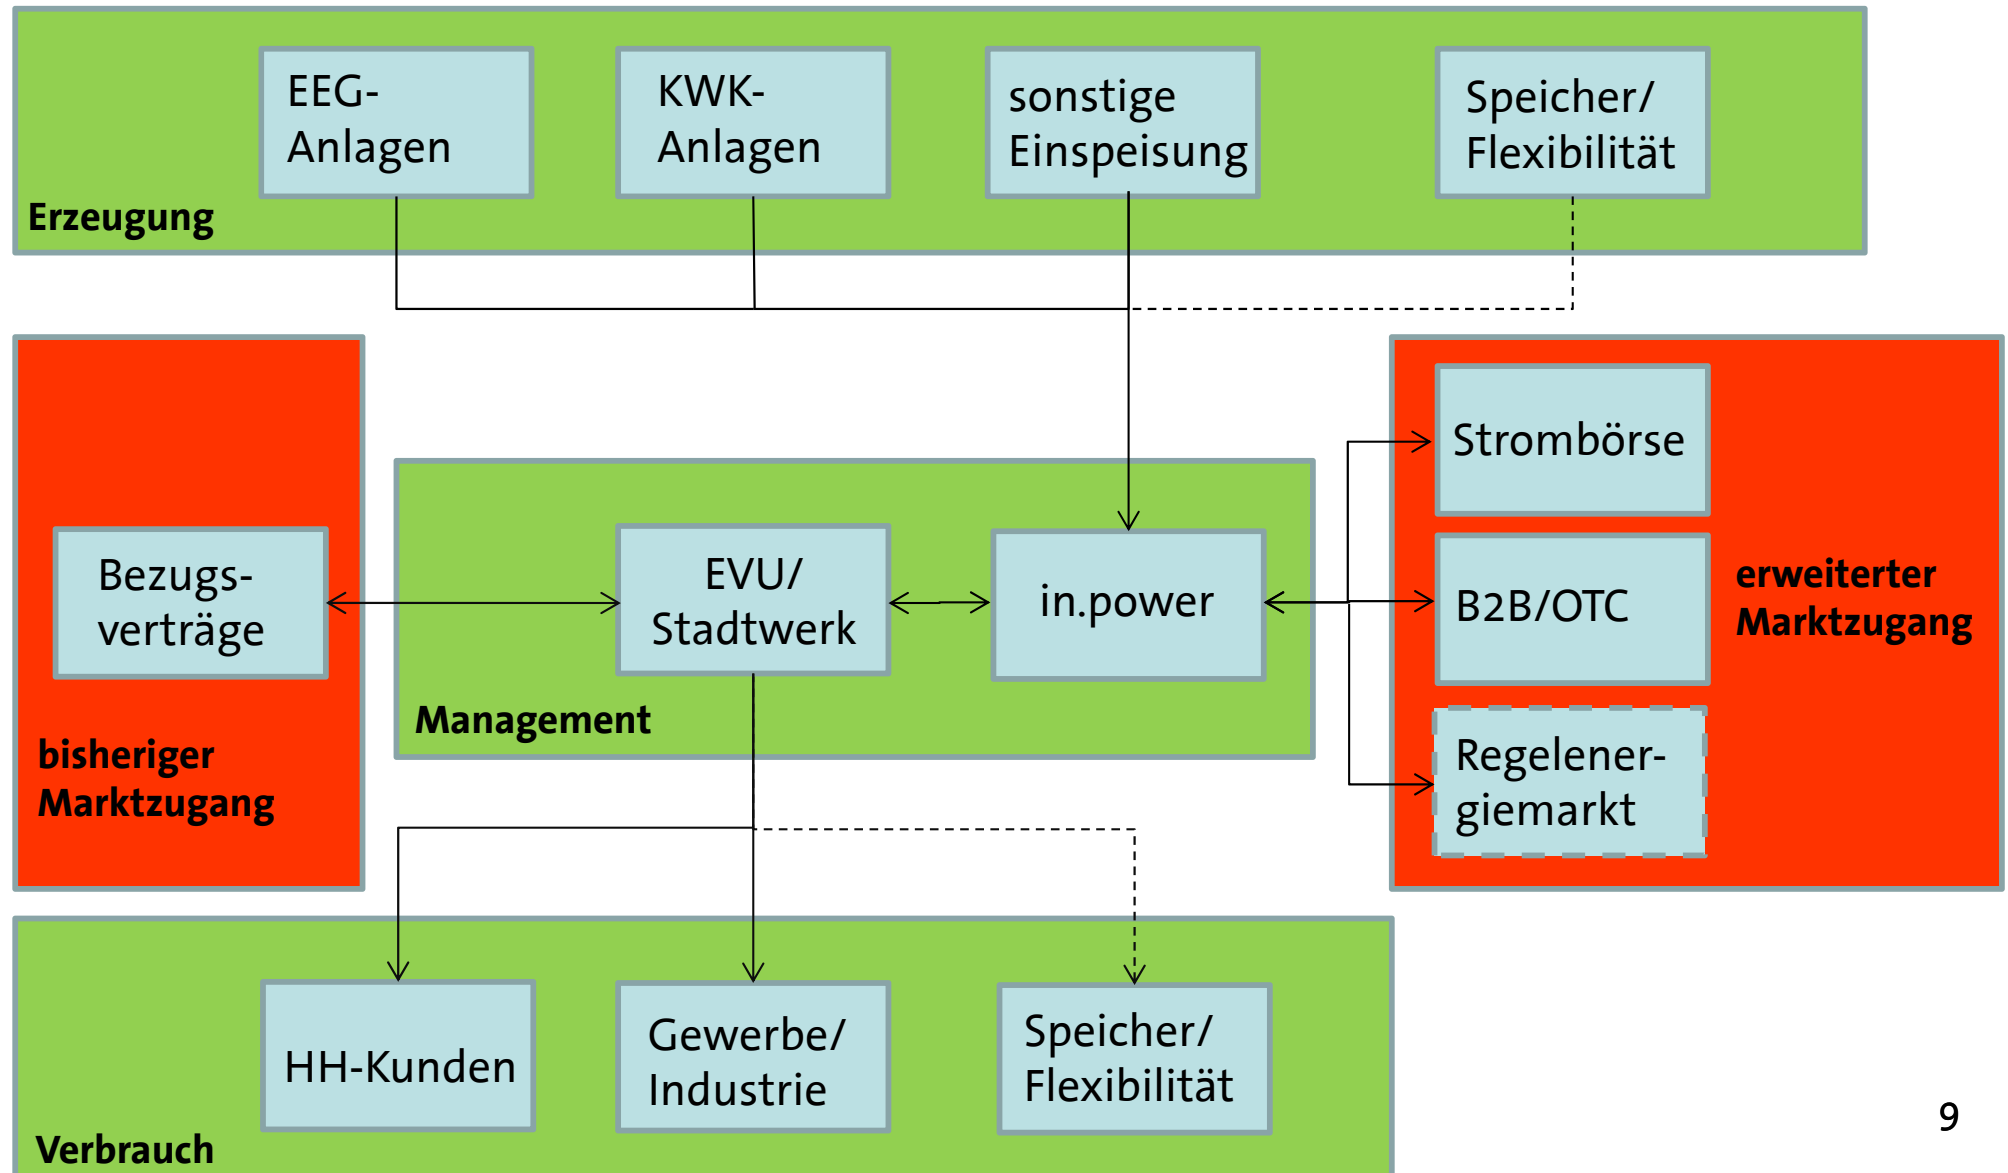 EEG-
Anlagen
KWK-
Anlagen
sonstige
Einspeisung
Speicher/
Flexibilität
Erzeugung
Bezugs-
verträge
bisheriger
Marktzugang
EVU/
Stadtwerk
in.power
Management
Strombörse
B2B/OTC
Regelener-
giemarkt
erweiterter
Marktzugang
HH-Kunden
Gewerbe/
Industrie
Speicher/
Flexibilität
Verbrauch
9